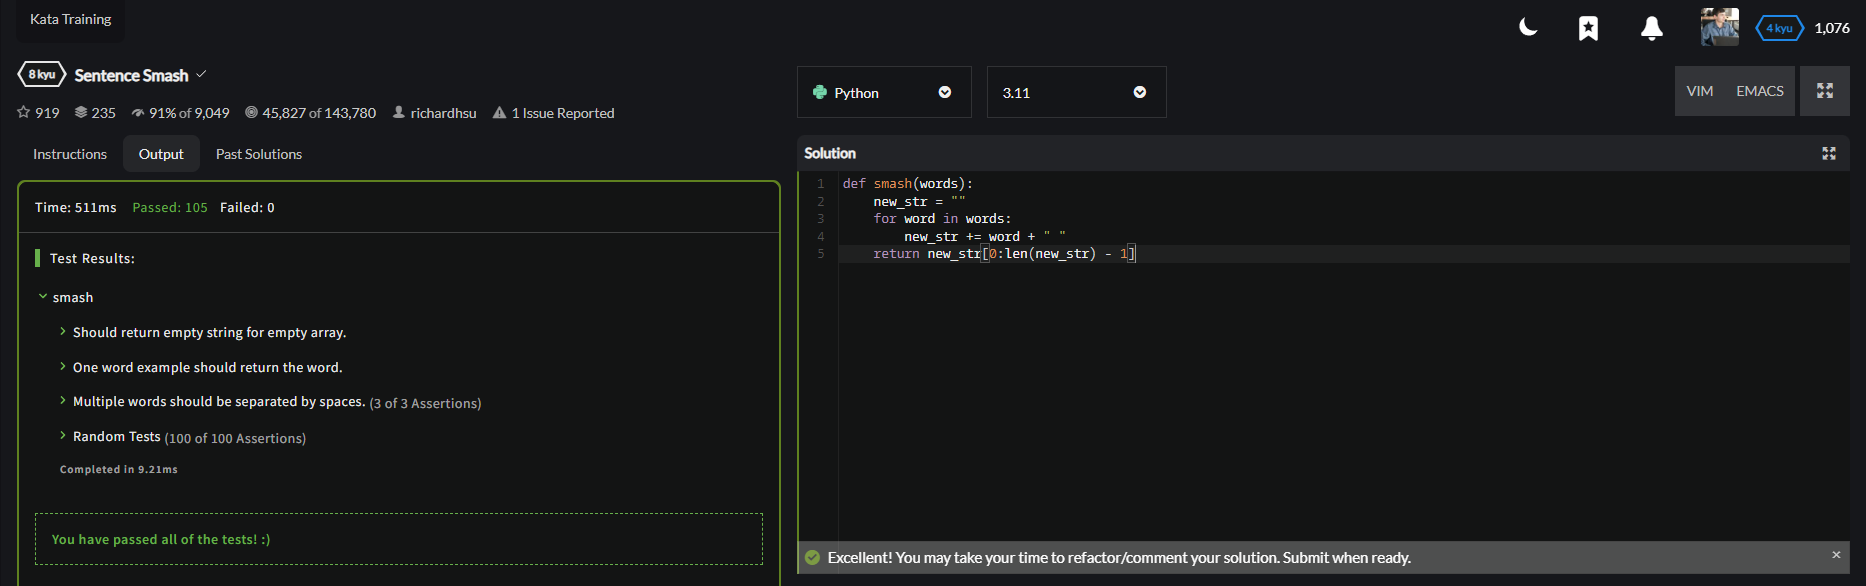 Kata Training
4 kyu 1,076
8 kyu Sentence Smash
919 235 91% of 9,049 45,827 of 143,780 richardhsu 1 Issue Reported
Instructions Output Past Solutions
Time: 511ms Passed: 105 Failed: 0
Test Results:
smash
Should return empty string for empty array.
One word example should return the word.
Multiple words should be separated by spaces. (3 of 3 Assertions)
Random Tests (100 of 100 Assertions)
Completed in 9.21ms
You have passed all of the tests! :)
Python 3.11 VIM EMACS
Solution
1 def smash(words):
2 new_str = ""
3 for word in words:
4 new_str += word + " "
5 return new_str[0:len(new_str) - 1]
Excellent! You may take your time to refactor/comment your solution. Submit when ready. ×